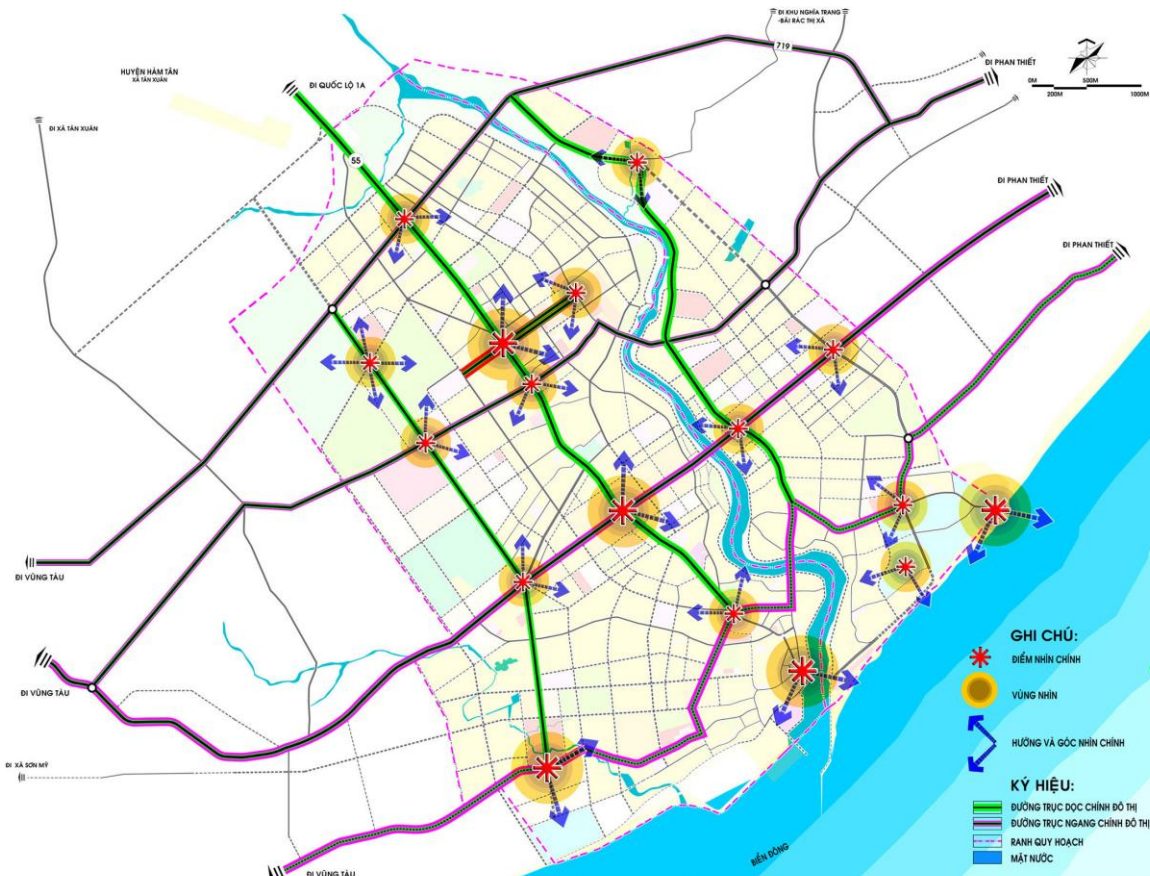 ĐI KHU NGHĨA TRANG
-BÃI RÁC THỊ XÃ
719
ĐI PHAN THIẾT
0M
500M
200M
1000M
HUYỆN HÀM TÂN
XÃ TÂN XUÂN
ĐI QUỐC LỘ 1A
ĐI XÃ TÂN XUÂN
55
ĐI PHAN THIẾT
ĐI PHAN THIẾT
ĐI VŨNG TÀU
ĐI VŨNG TÀU
ĐI XÃ SƠN MỸ
ĐI VŨNG TÀU
BIỂN ĐÔNG
GHI CHÚ:
ĐIỂM NHÌN CHÍNH
VÙNG NHÌN
HƯỚNG VÀ GÓC NHÌN CHÍNH
KÝ HIỆU:
ĐƯỜNG TRỤC DỌC CHÍNH ĐÔ THỊ
ĐƯỜNG TRỤC NGANG CHÍNH ĐÔ THỊ
RANH QUY HOẠCH
MẶT NƯỚC